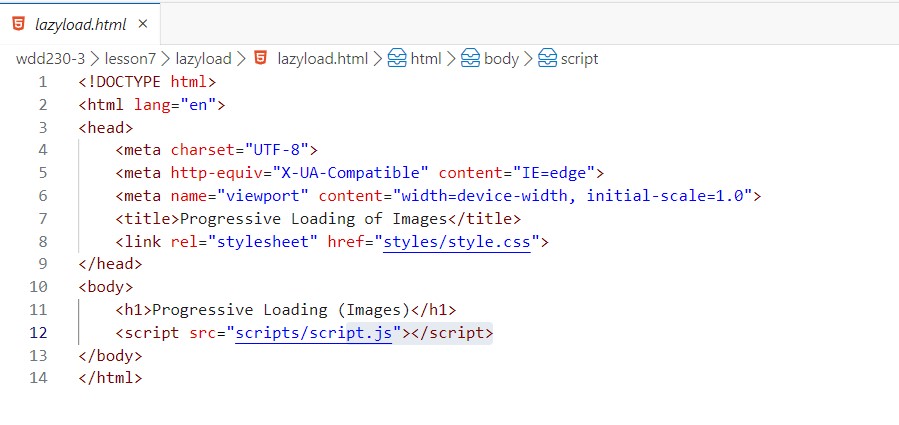 lazyload.html ×
wdd230-3 > lesson7 > lazyload > lazyload.html > html > body > script
1 <!DOCTYPE html>
2 <html lang="en">
3 <head>
4     <meta charset="UTF-8">
5     <meta http-equiv="X-UA-Compatible" content="IE=edge">
6     <meta name="viewport" content="width=device-width, initial-scale=1.0">
7     <title>Progressive Loading of Images</title>
8     <link rel="stylesheet" href="styles/style.css">
9 </head>
10 <body>
11     <h1>Progressive Loading (Images)</h1>
12     <script src="scripts/script.js"></script>
13 </body>
14 </html>